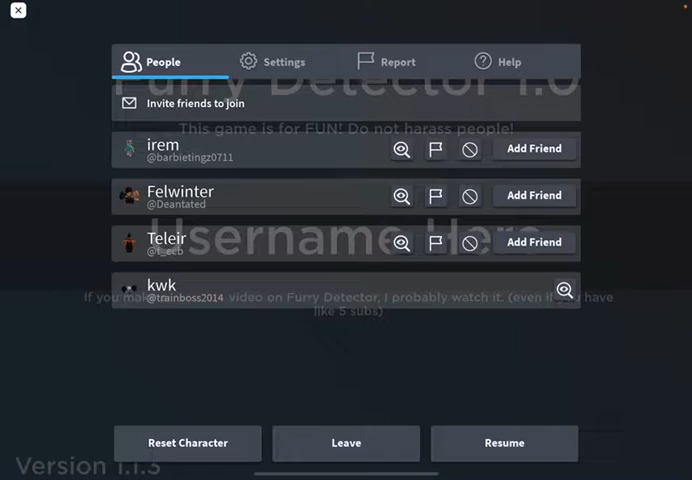 People
Settings
Report
Help
Furry Detector 1.0
Invite friends to join
This game is for FUN! Do not harass people!
irem
@barbietingz0711
Add Friend
Felwinter
@Deantated
Add Friend
Username Here
Teleir
Add Friend
kwk
@trainboss2014
If you make video on Furry Detector, I probably watch it. (even if you have
like 5 subs)
Reset Character
Leave
Resume
Version 1.1.3